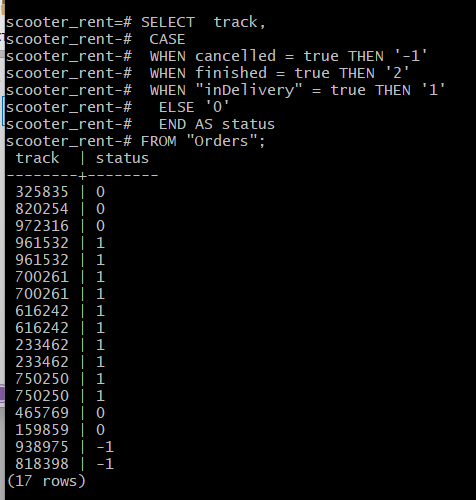 scooter_rent=# SELECT  track,
scooter_rent-#  CASE
scooter_rent-#  WHEN cancelled = true THEN '-1'
scooter_rent-#  WHEN finished = true THEN '2'
scooter_rent-#  WHEN "inDelivery" = true THEN '1'
scooter_rent-#   ELSE '0'
scooter_rent-#   END AS status
scooter_rent-# FROM "Orders";
 track  | status
--------+--------
 325835 | 0
 820254 | 0
 972316 | 0
 961532 | 1
 961532 | 1
 700261 | 1
 700261 | 1
 616242 | 1
 616242 | 1
 233462 | 1
 233462 | 1
 750250 | 1
 750250 | 1
 465769 | 0
 159859 | 0
 938975 | -1
 818398 | -1
(17 rows)